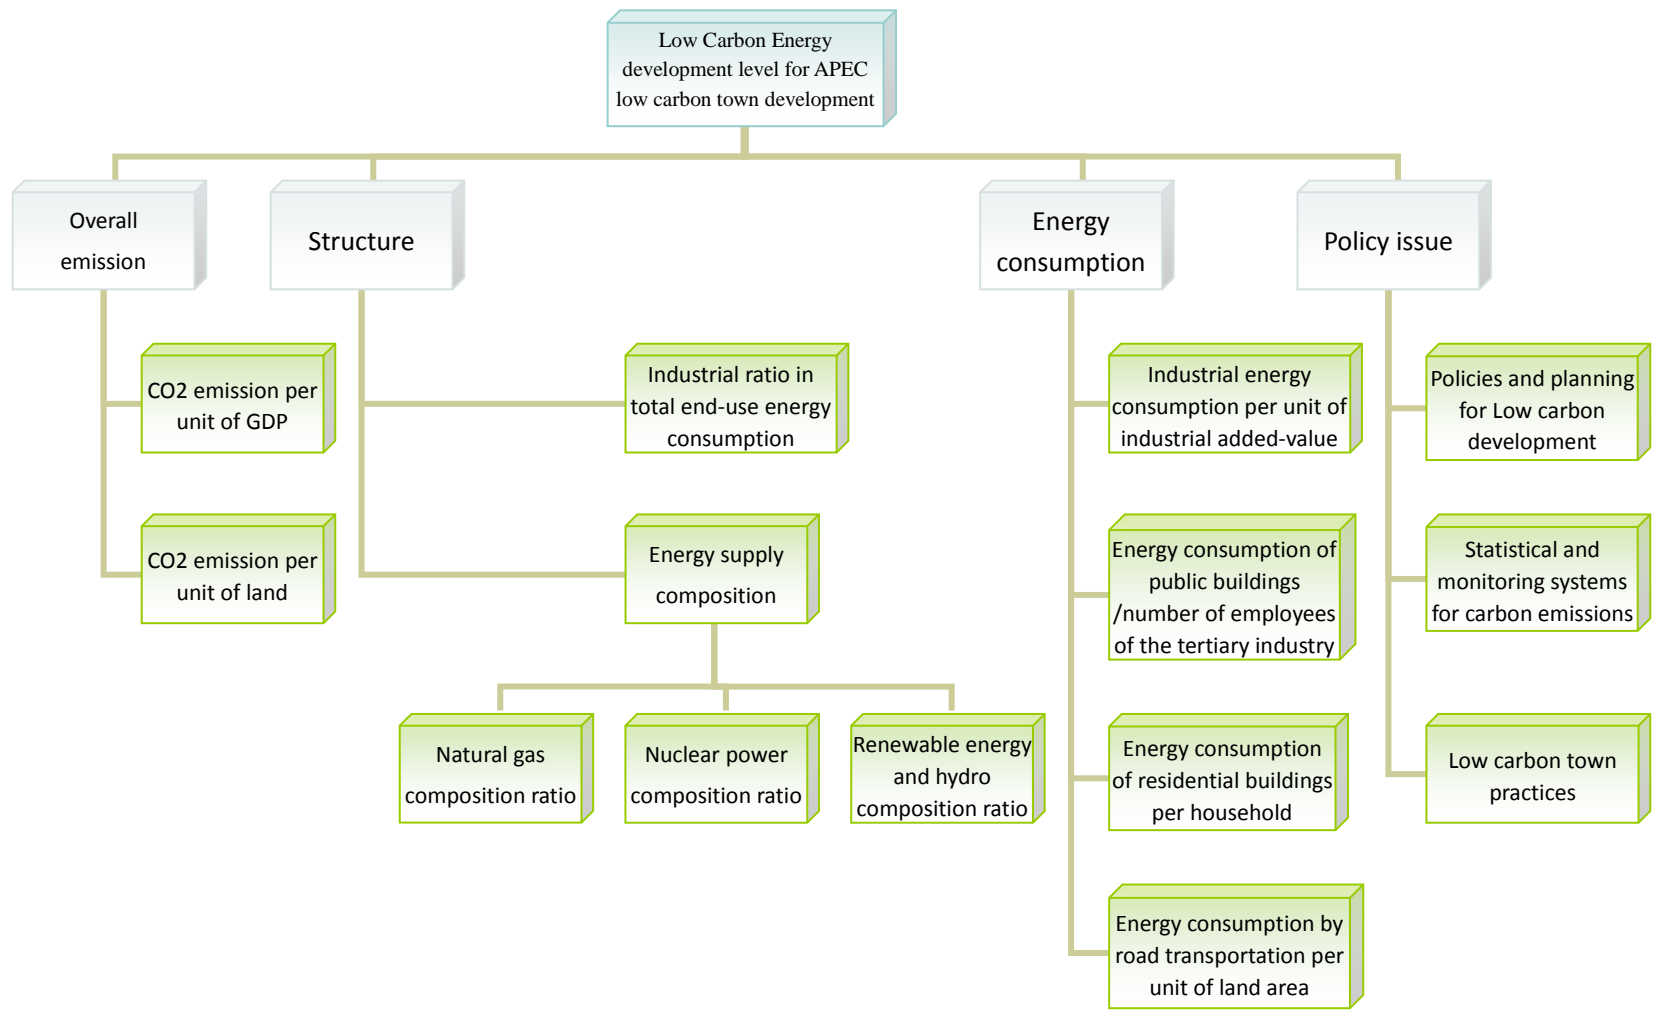 Low Carbon Energy
development level for APEC
low carbon town development
Overall
emission
Structure
Energy
consumption
Policy issue
CO2 emission per
unit of GDP
Industrial ratio in
total end-use energy
consumption
Industrial energy
consumption per unit of
industrial added-value
Policies and planning
for Low carbon
development
CO2 emission per
unit of land
Energy supply
composition
Energy consumption of
public buildings
/number of employees
of the tertiary industry
Statistical and
monitoring systems
for carbon emissions
Natural gas
composition ratio
Nuclear power
composition ratio
Renewable energy
and hydro
composition ratio
Energy consumption
of residential buildings
per household
Low carbon town
practices
Energy consumption by
road transportation per
unit of land area